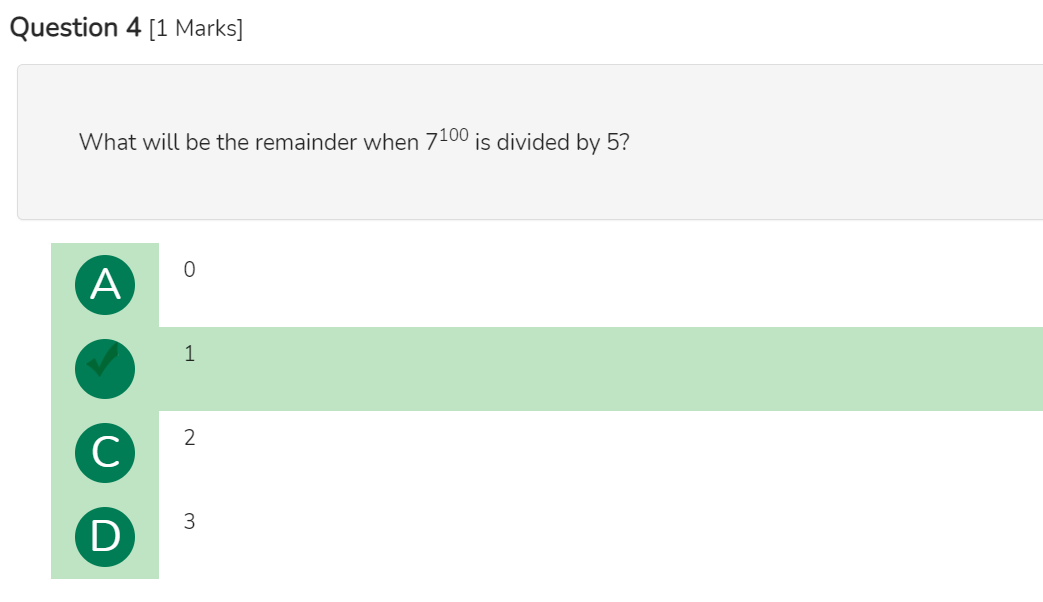 Question 4 [1 Marks]
What will be the remainder when 7¹⁰⁰ is divided by 5?
A 0
1
C 2
D 3